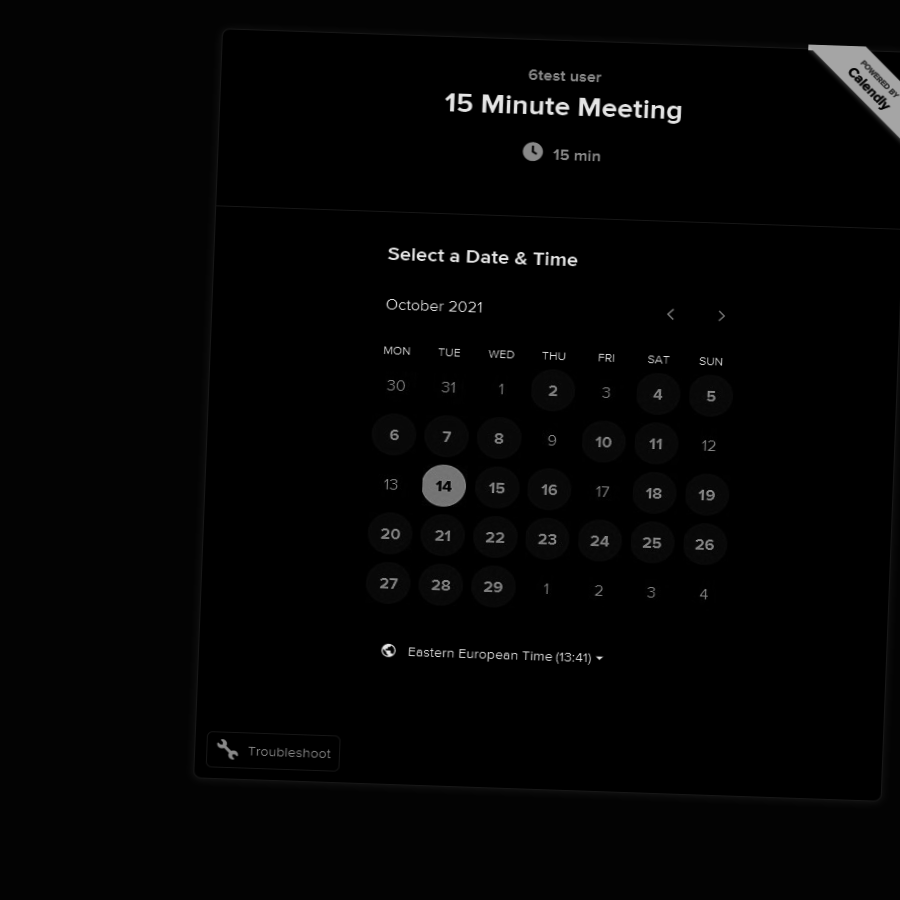 6test user
15 Minute Meeting
15 min
POWERED BY
Calendly
Select a Date & Time
October 2021
MON TUE WED THU FRI SAT SUN
30 31 1 2 3 4 5
6 7 8 9 10 11 12
13 14 15 16 17 18 19
20 21 22 23 24 25 26
27 28 29 1 2 3 4
Eastern European Time (13:41)
Troubleshoot